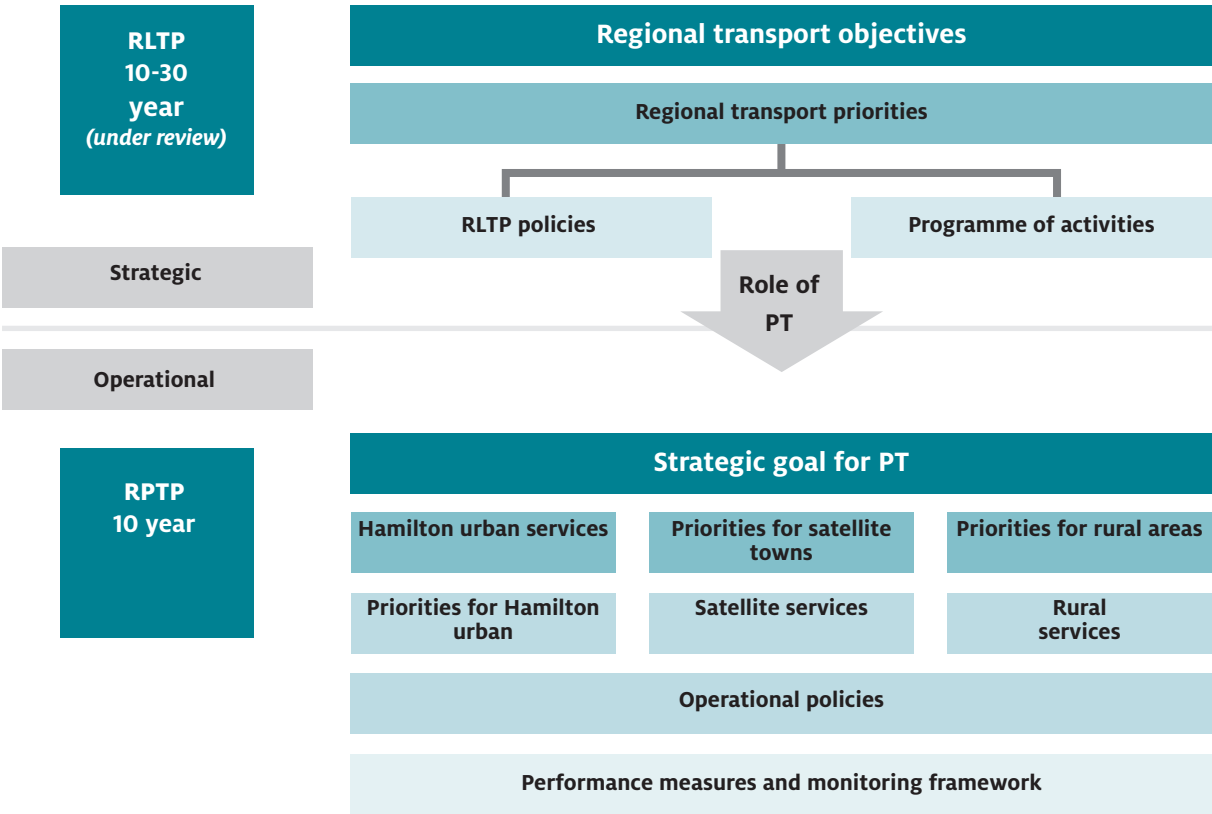 RLTP
10-30
year
(under review)
Regional transport objectives
Regional transport priorities
RLTP policies
Programme of activities
Strategic
Role of
PT
Operational
RPTP
10 year
Strategic goal for PT
Hamilton urban services
Priorities for satellite
towns
Priorities for rural areas
Priorities for Hamilton
urban
Satellite services
Rural
services
Operational policies
Performance measures and monitoring framework